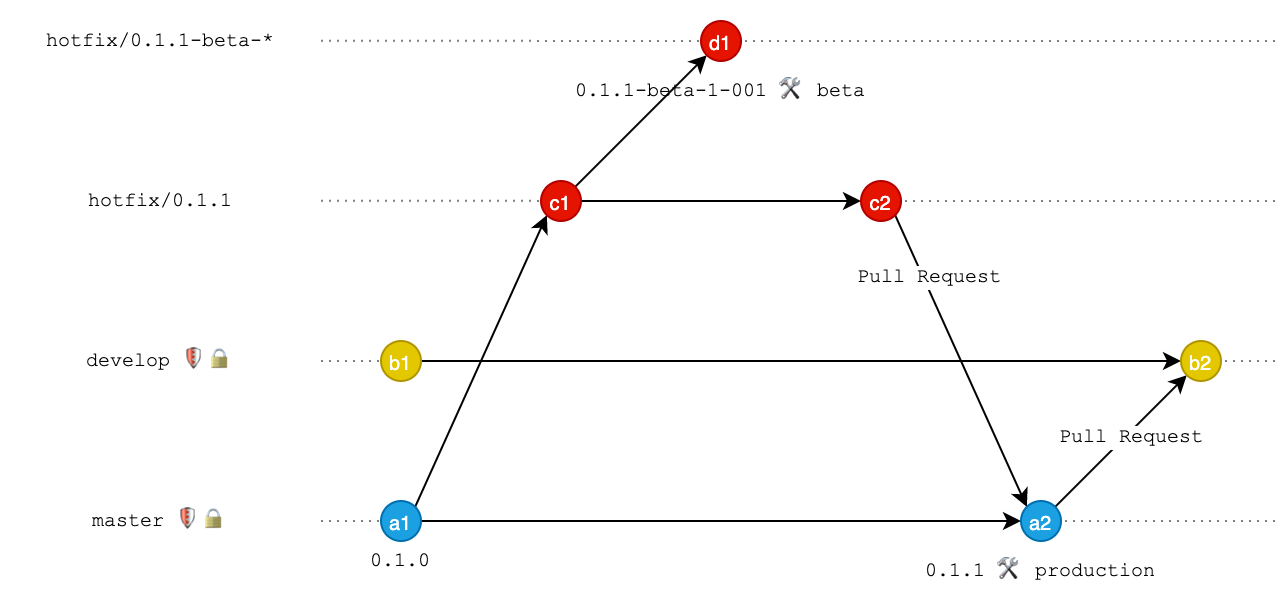 hotfix/0.1.1-beta-*
d1
0.1.1-beta-1-001 🛠 beta
hotfix/0.1.1
c1
c2
Pull Request
develop
b1
b2
Pull Request
master
a1
a2
0.1.0
0.1.1 🛠 production